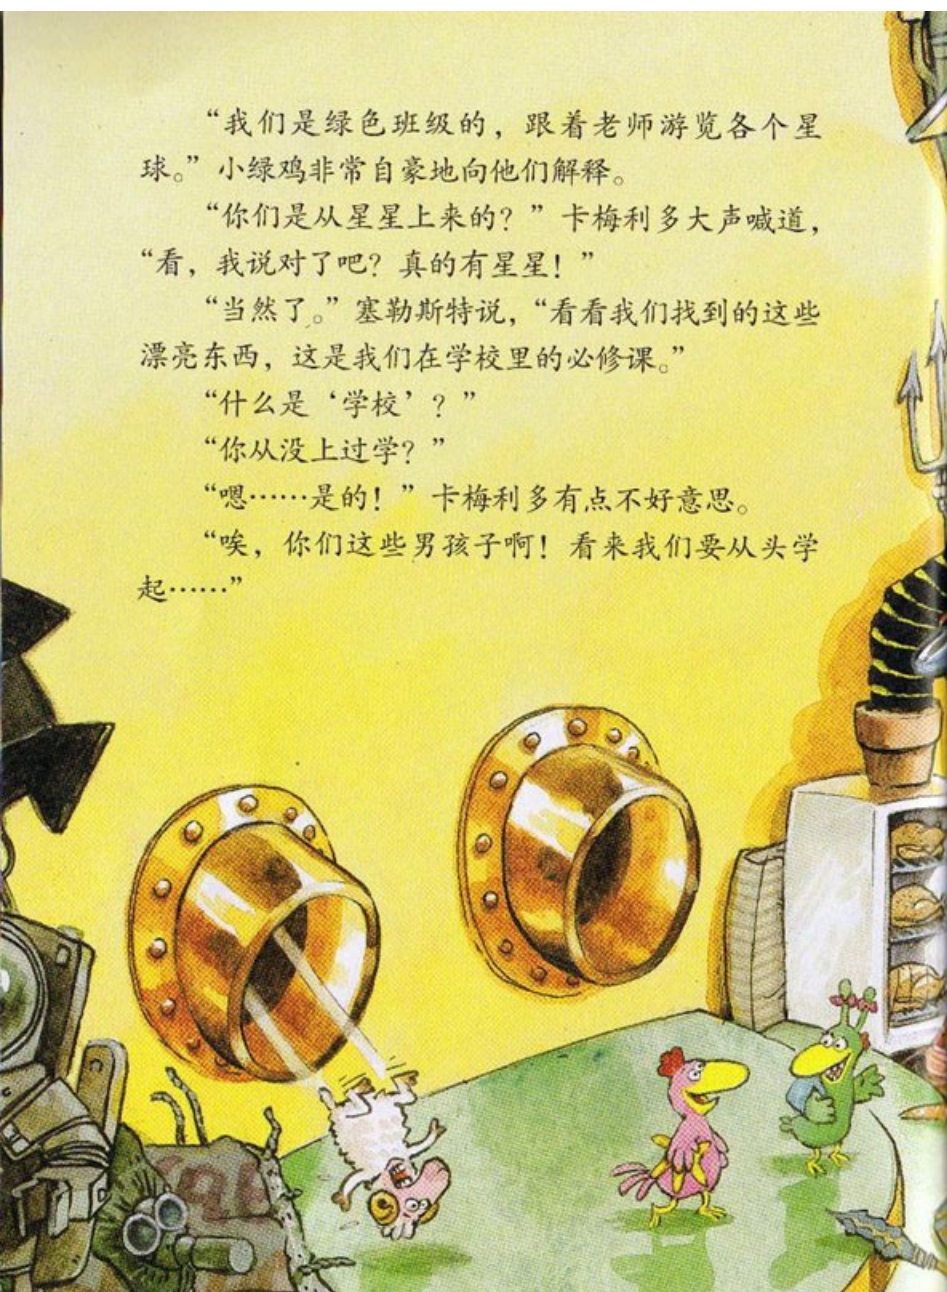 “我们是绿色班级的，跟着老师游览各个星
球。”小绿鸡非常自豪地向他们解释。
“你们是从星星上来的？”卡梅利多大声喊道，
“看，我说对了吧？真的有星星！”
“当然了。”塞勒斯特说，“看看我们找到的这些
漂亮东西，这是我们在学校里的必修课。”
“什么是‘学校’？”
“你从没上过学？”
“嗯……是的！”卡梅利多有点不好意思。
“唉，你们这些男孩子啊！看来我们要从头学
起……”